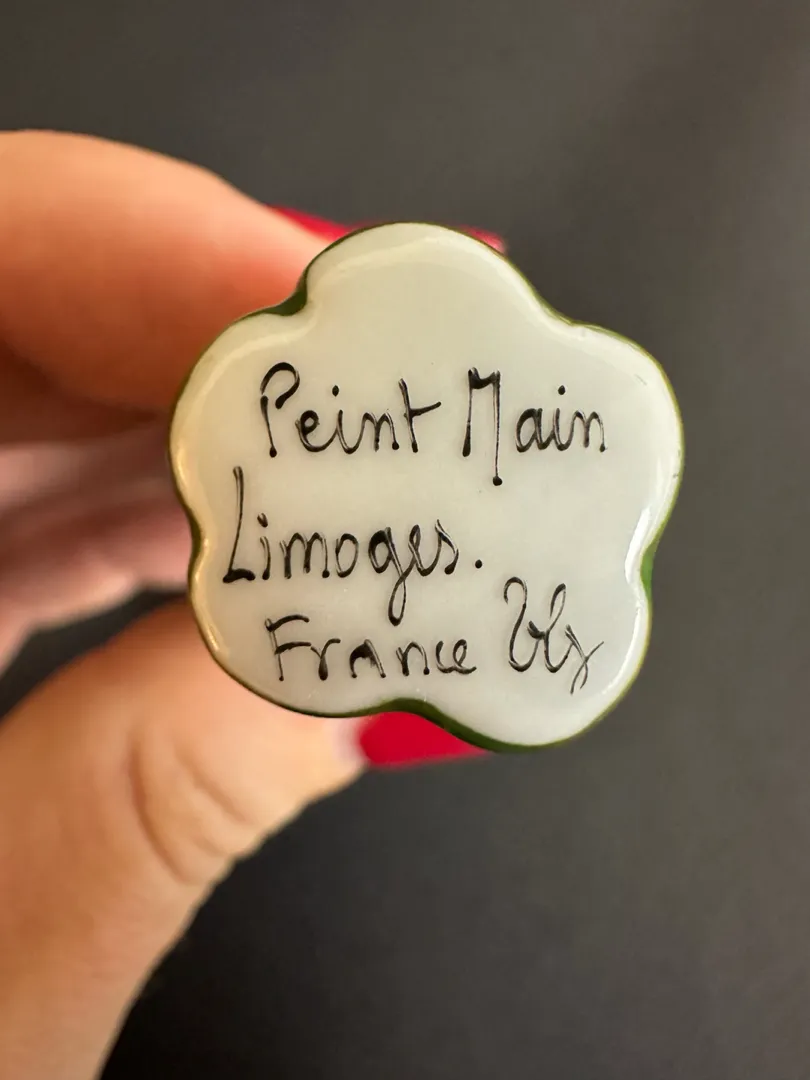 Peint Main
Limoges.
France